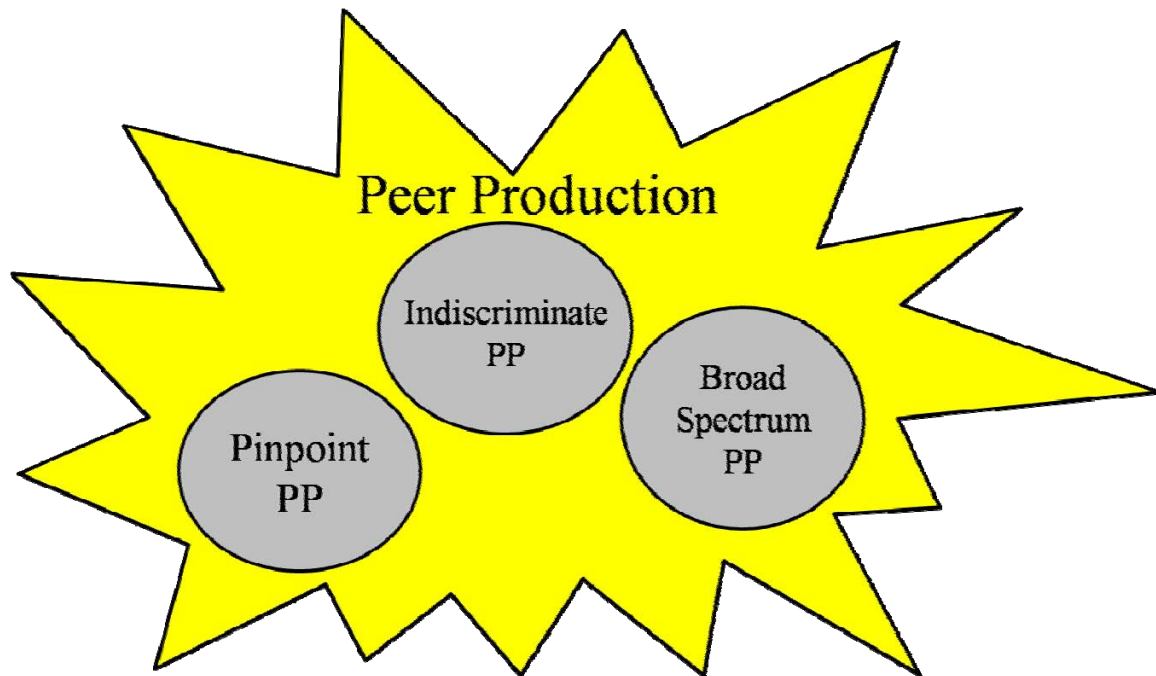 Peer Production
Indiscriminate
PP
Broad
Spectrum
PP
Pinpoint
PP